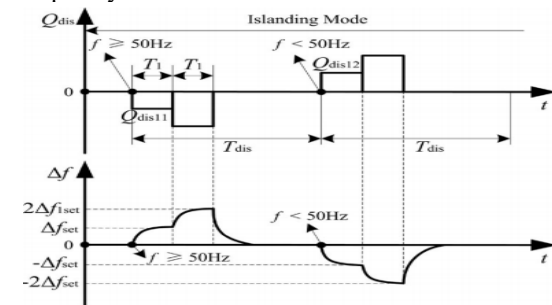 Qdis
Islanding Mode
f ≥ 50Hz
f < 50Hz
T1 T1
Qdis12
0
Qdis11
t
Tdis Tdis
Δf
2Δf1set
f < 50Hz
Δfset
0
f ≥ 50Hz
t
-Δfset
-2Δfset